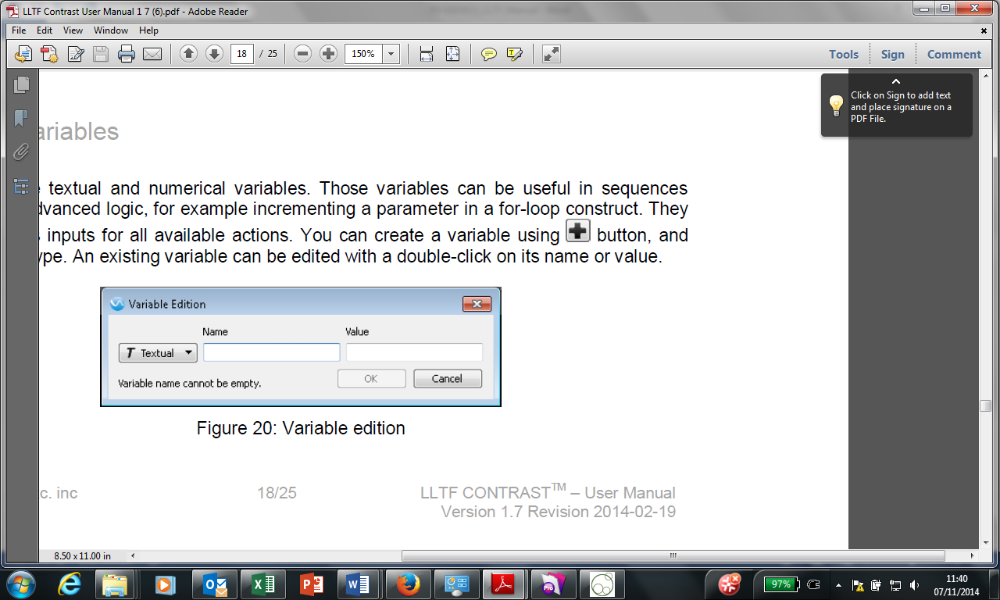 LLTF Contrast User Manual 1 7 (6).pdf - Adobe Reader
File Edit View Window Help
18 / 25 150% Tools Sign Comment
Click on Sign to add text
and place signature on a
PDF File.
ariables
e textual and numerical variables. Those variables can be useful in sequences
dvanced logic, for example incrementing a parameter in a for-loop construct. They
s inputs for all available actions. You can create a variable using button, and
ype. An existing variable can be edited with a double-click on its name or value.
Variable Edition
Name Value
T Textual
Variable name cannot be empty.
OK Cancel
Figure 20: Variable edition
c. inc 18/25 LLTF CONTRAST™ – User Manual
Version 1.7 Revision 2014-02-19
8.50 x 11.00 in
97% 11:40
07/11/2014